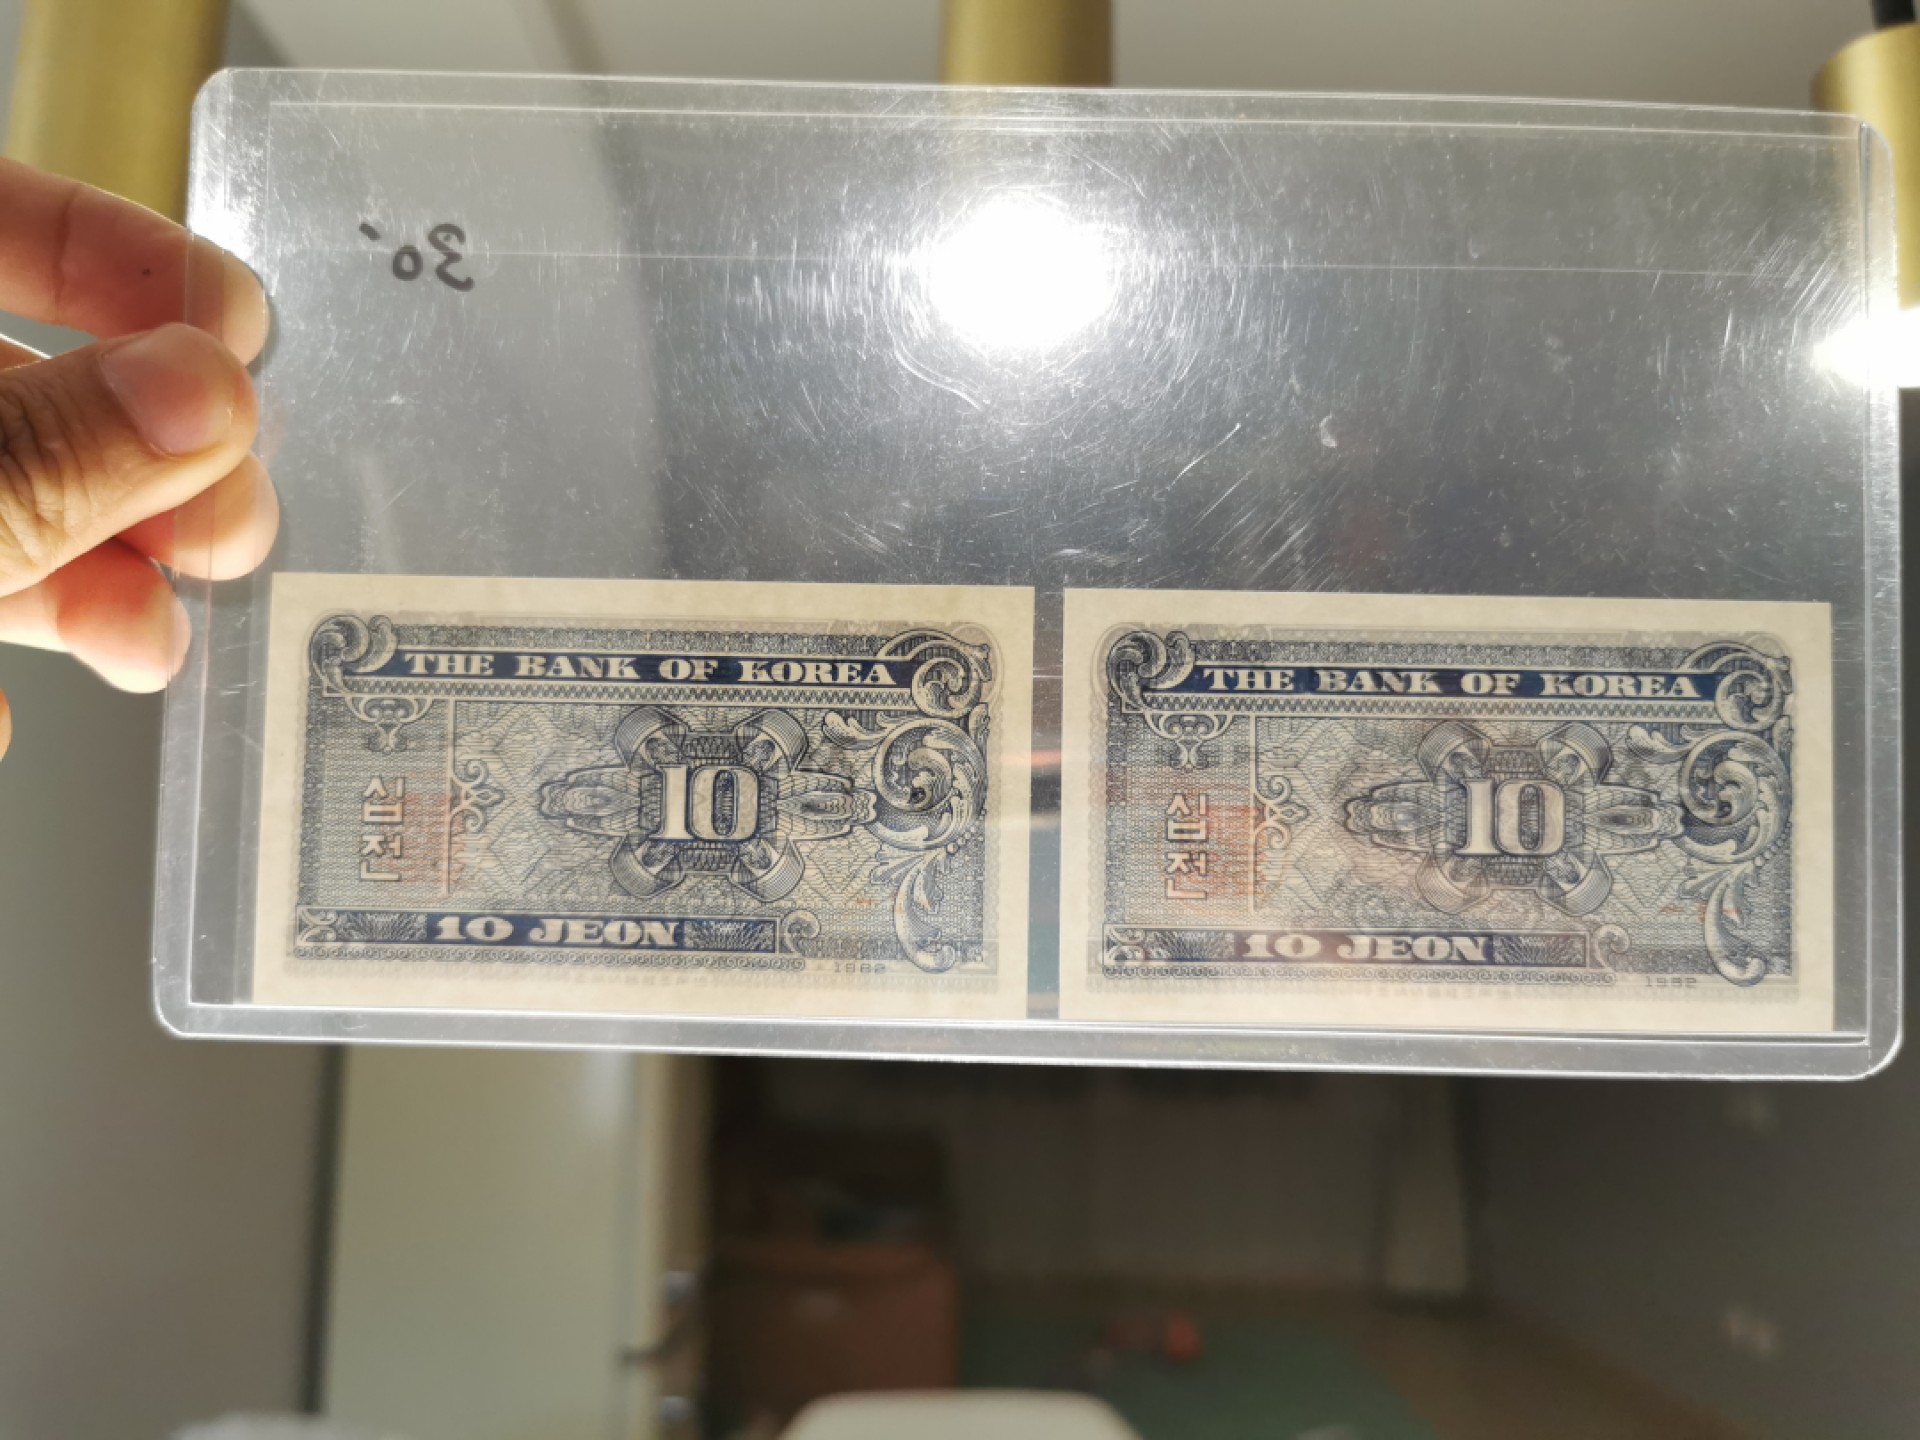 30'
THE BANK OF KOREA
10
십전
10 JEON
1962
THE BANK OF KOREA
10
십전
10 JEON
1962